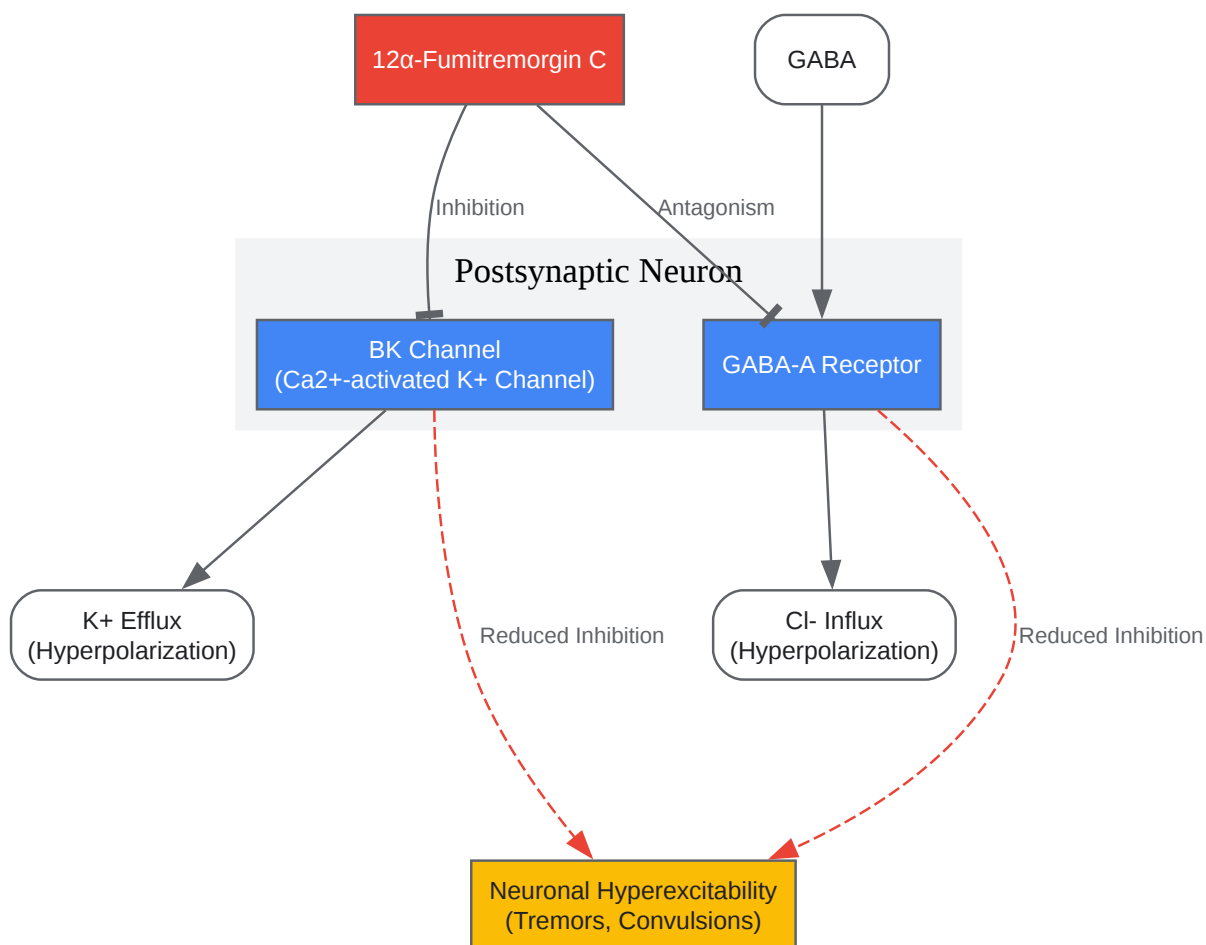 12α-Fumitremorgin C
GABA
Inhibition
Antagonism
Postsynaptic Neuron
BK Channel
(Ca2+-activated K+ Channel)
GABA-A Receptor
K+ Efflux
(Hyperpolarization)
Reduced Inhibition
Cl- Influx
(Hyperpolarization)
Reduced Inhibition
Neuronal Hyperexcitability
(Tremors, Convulsions)